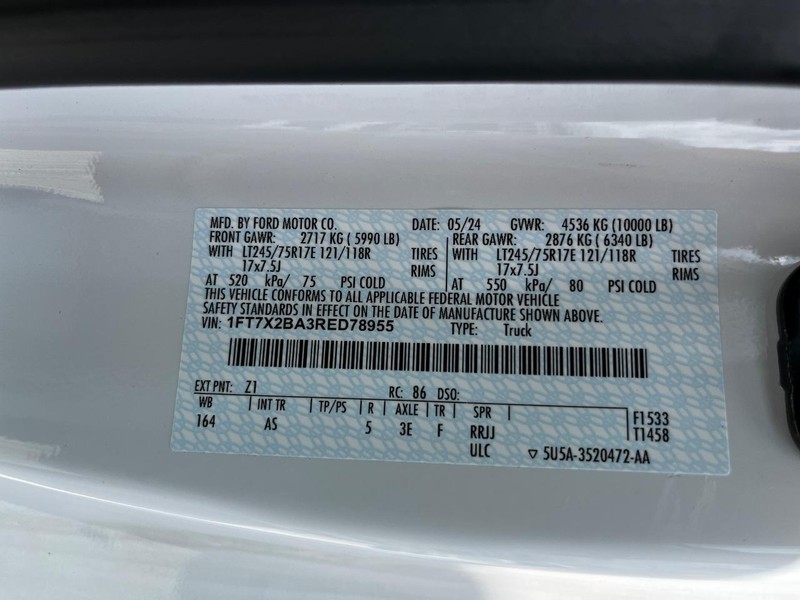 MFD. BY FORD MOTOR CO. DATE: 05/24 GVWR: 4536 KG (10000 LB)
FRONT GAWR: 2717 KG ( 5990 LB) REAR GAWR: 2876 KG ( 6340 LB)
WITH LT245/75R17E 121/118R TIRES WITH LT245/75R17E 121/118R TIRES
17x7.5J RIMS 17x7.5J RIMS
AT 520 kPa/ 75 PSI COLD AT 550 kPa/ 80 PSI COLD
THIS VEHICLE CONFORMS TO ALL APPLICABLE FEDERAL MOTOR VEHICLE
SAFETY STANDARDS IN EFFECT ON THE DATE OF MANUFACTURE SHOWN ABOVE.
VIN: 1FT7X2BA3RED78955 TYPE: Truck
EXT PNT: Z1 RC: 86 DSO:
WB INT TR TP/PS R AXLE TR SPR F1533
164 AS 5 3E F RRJJ T1458
ULC ▽ 5U5A-3520472-AA